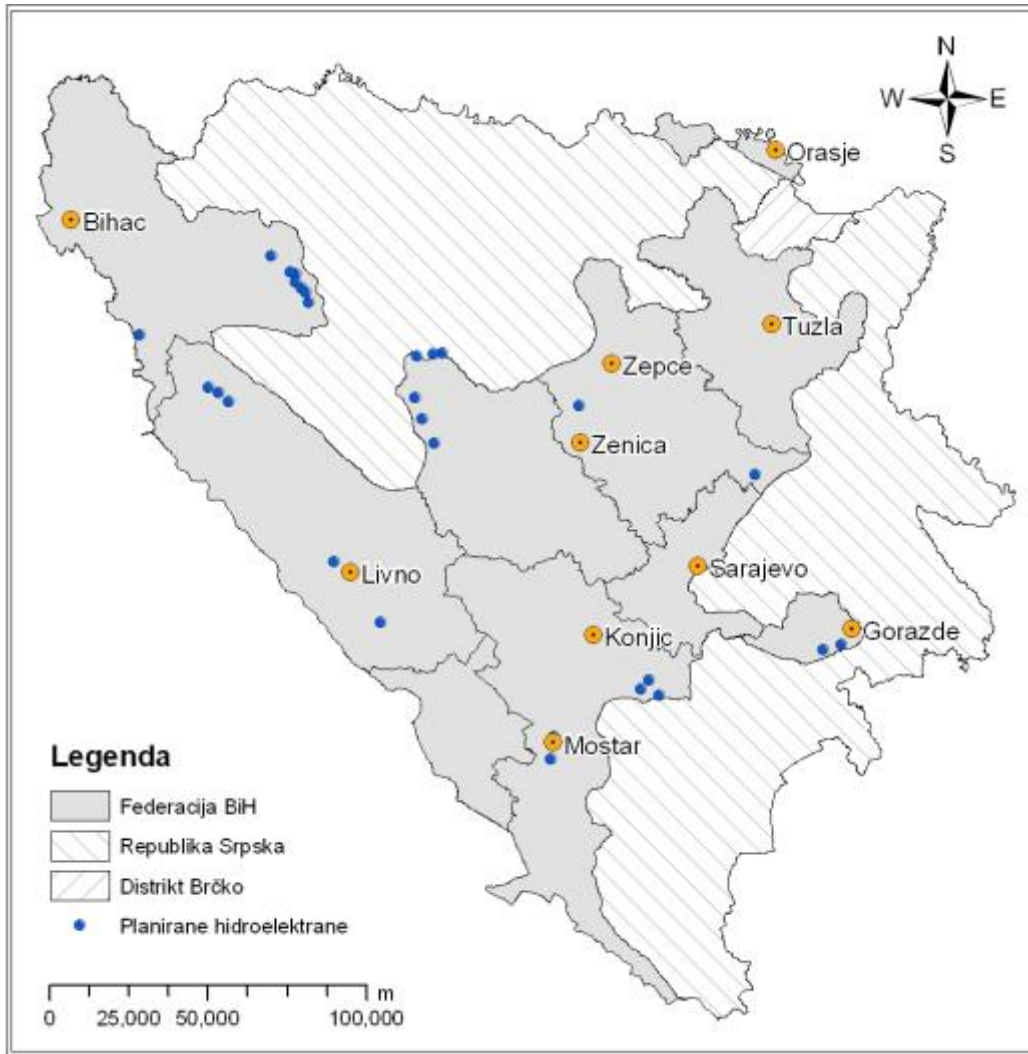 N
W E
S
Orasje
Bihac
Tuzla
Zepce
Zenica
Sarajevo
Livno
Gorazde
Konjic
Mostar
Legenda
Federacija BiH
Republika Srpska
Distrikt Brčko
Planirane hidroelektrane
m
0 25,000 50,000 100,000